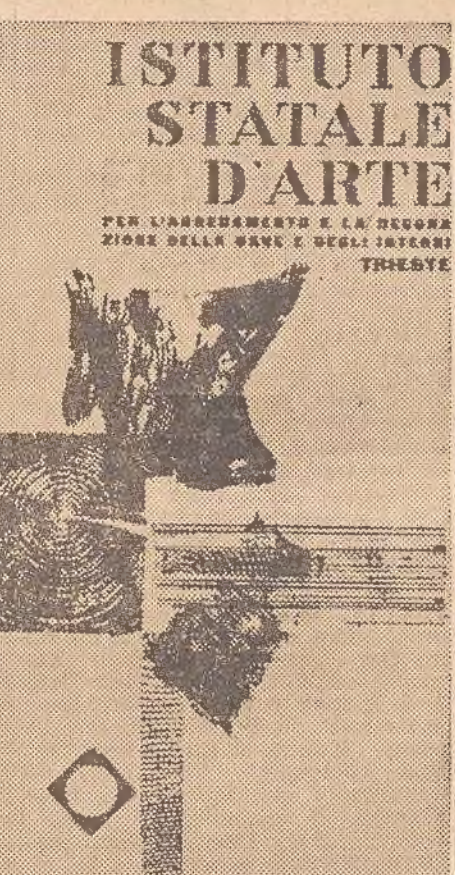 ISTITUTO
STATALE
D'ARTE
PER L'ARREDAMENTO E LA DECORA
ZIONE DELLA NAVE E DEGLI INTERNI
TRIESTE